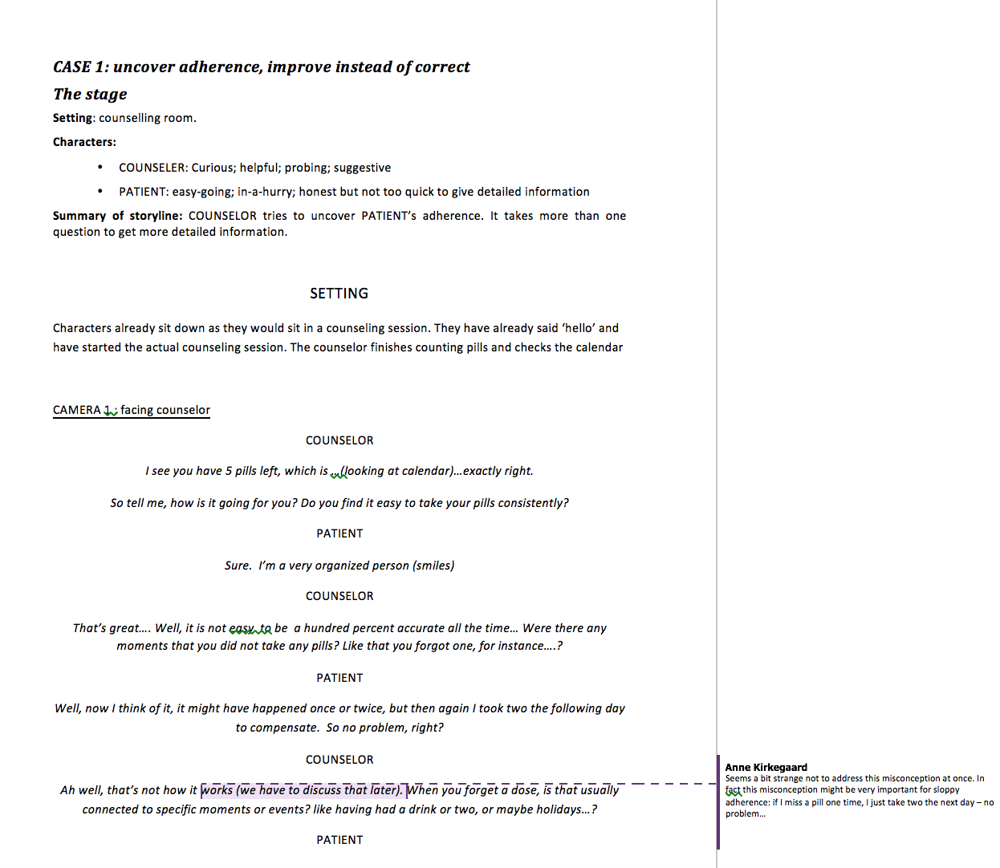 CASE 1: uncover adherence, improve instead of correct
The stage
Setting: counselling room.
Characters:
• COUNSELER: Curious; helpful; probing; suggestive
• PATIENT: easy-going; in-a-hurry; honest but not too quick to give detailed information
Summary of storyline: COUNSELOR tries to uncover PATIENT’s adherence. It takes more than one
question to get more detailed information.
SETTING
Characters already sit down as they would sit in a counseling session. They have already said ‘hello’ and
have started the actual counseling session. The counselor finishes counting pills and checks the calendar
CAMERA 1 : facing counselor
COUNSELOR
I see you have 5 pills left, which is …(looking at calendar)…exactly right.
So tell me, how is it going for you? Do you find it easy to take your pills consistently?
PATIENT
Sure.  I’m a very organized person (smiles)
COUNSELOR
That’s great…. Well, it is not easy  to be  a hundred percent accurate all the time… Were there any
moments that you did not take any pills? Like that you forgot one, for instance….?
PATIENT
Well, now I think of it, it might have happened once or twice, but then again I took two the following day
to compensate.  So no problem, right?
COUNSELOR
Ah well, that’s not how it works (we have to discuss that later). When you forget a dose, is that usually
connected to specific moments or events? like having had a drink or two, or maybe holidays…?
PATIENT
Anne Kirkegaard
Seems a bit strange not to address this misconception at once. In
fact this misconception might be very important for sloppy
adherence: if I miss a pill one time, I just take two the next day – no
problem…